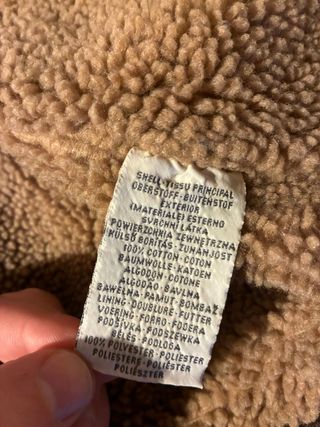 SHELL·TISSU PRINCIPAL
OBERSTOFF·BUITENSTOF
EXTERIOR
(MATERIALE) ESTERNO
SVRCHNÍ LÁTKA
POWIERZCHNIA ZEWNĘTRZNA
KÜLSŐ BORÍTÁS·ZUNANJOST
100% COTTON·COTON
BAUMWOLLE·KATOEN
ALGODÓN·COTONE
ALGODÃO·BAVLNA
BAWEŁNA·PAMUT·BOMBAŽ
LINING·DOUBLURE·FUTTER
VOERING·FORRO·FODERA
PODŠÍVKA·PODSZEWKA
BÉLÉS·PODLOGA
100% POLYESTER·POLIÉSTER
POLIESTERE·POLIESTER
POLIÉSZTER